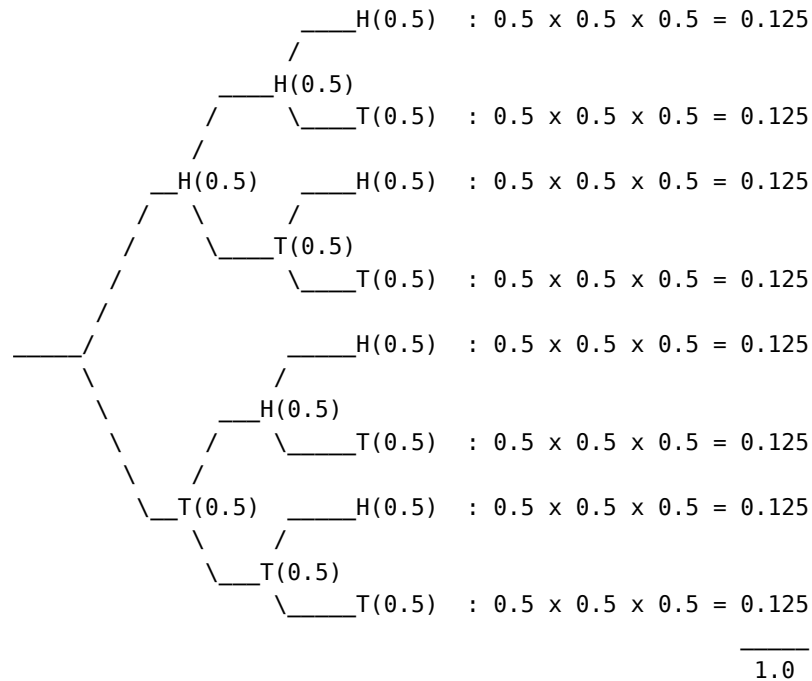 H(0.5) : 0.5 x 0.5 x 0.5 = 0.125
H(0.5)
T(0.5) : 0.5 x 0.5 x 0.5 = 0.125
H(0.5) H(0.5) : 0.5 x 0.5 x 0.5 = 0.125
T(0.5)
T(0.5) : 0.5 x 0.5 x 0.5 = 0.125
H(0.5) : 0.5 x 0.5 x 0.5 = 0.125
H(0.5)
T(0.5) : 0.5 x 0.5 x 0.5 = 0.125
T(0.5) H(0.5) : 0.5 x 0.5 x 0.5 = 0.125
T(0.5)
T(0.5) : 0.5 x 0.5 x 0.5 = 0.125
1.0